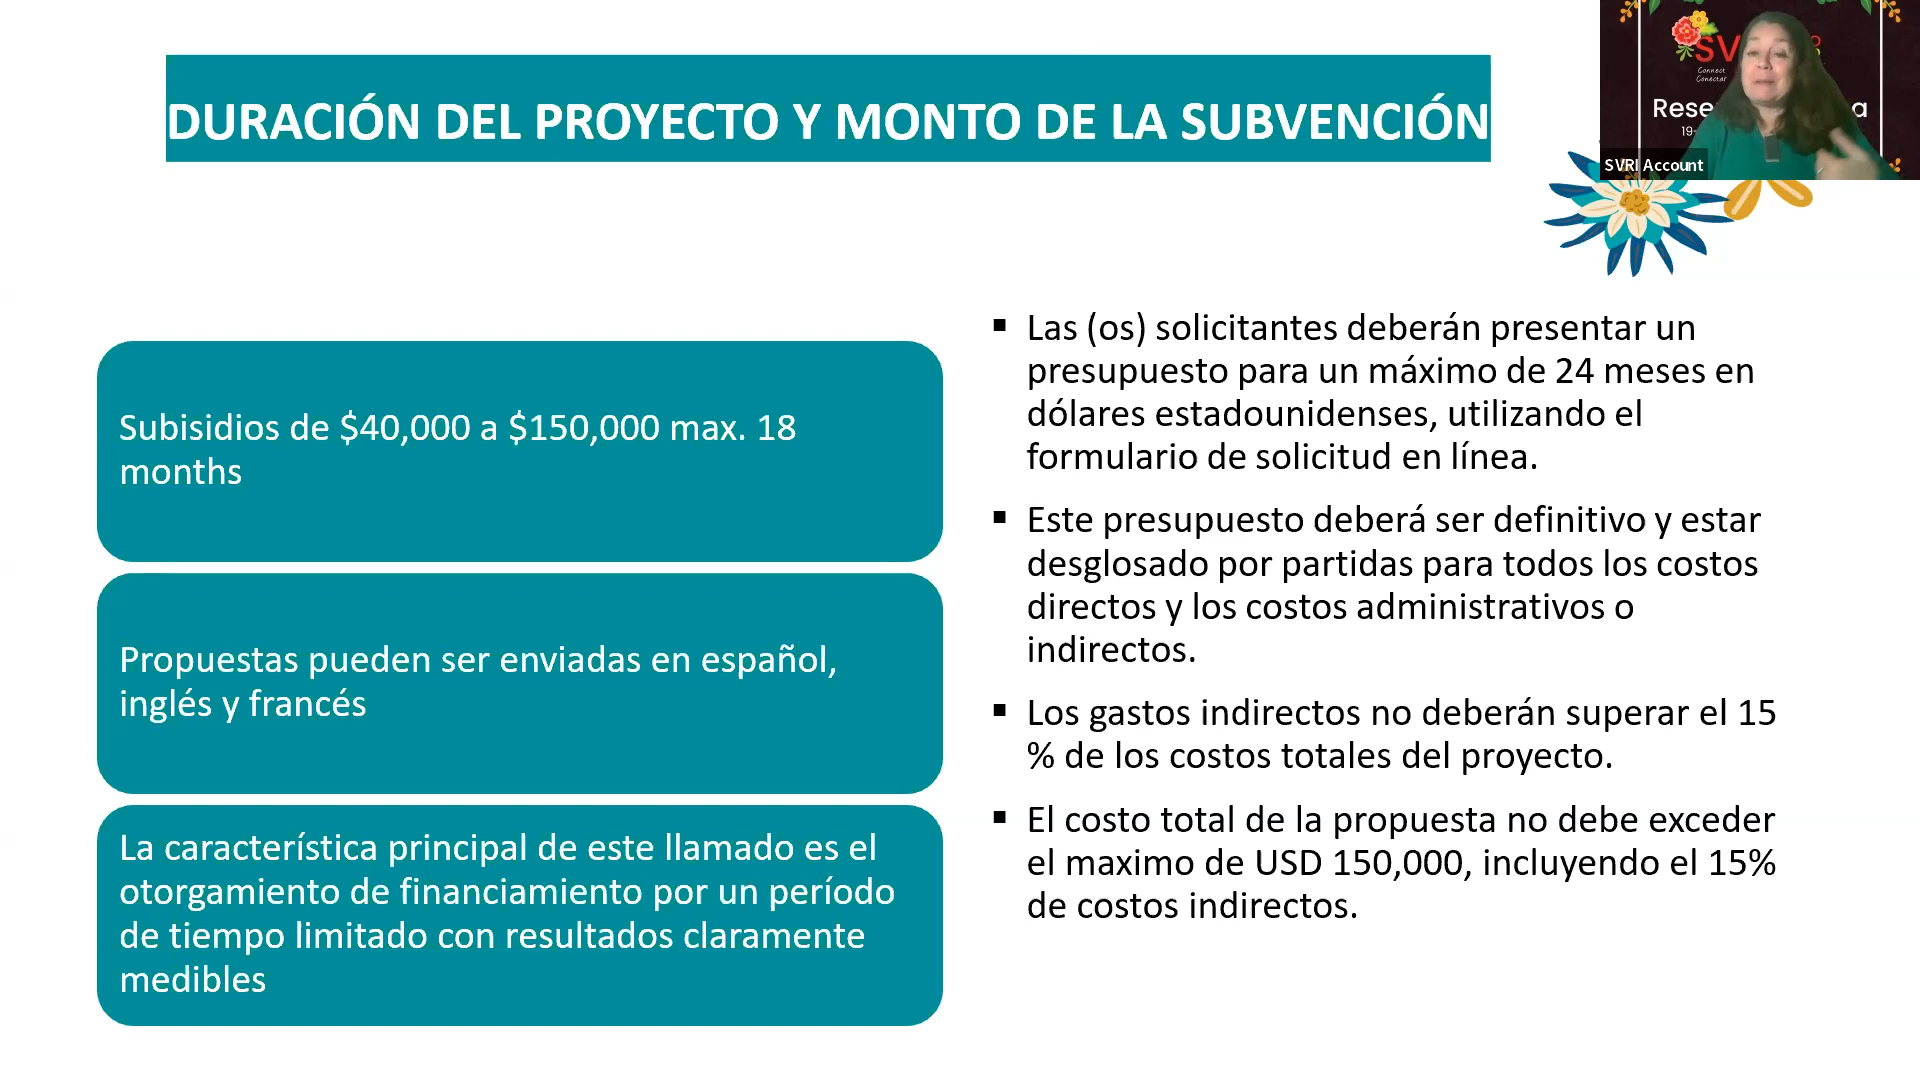 DURACIÓN DEL PROYECTO Y MONTO DE LA SUBVENCIÓN
Subisidios de $40,000 a $150,000 max. 18
months
Propuestas pueden ser enviadas en español,
inglés y francés
La característica principal de este llamado es el
otorgamiento de financiamiento por un período
de tiempo limitado con resultados claramente
medibles
▪ Las (os) solicitantes deberán presentar un
presupuesto para un máximo de 24 meses en
dólares estadounidenses, utilizando el
formulario de solicitud en línea.
▪ Este presupuesto deberá ser definitivo y estar
desglosado por partidas para todos los costos
directos y los costos administrativos o
indirectos.
▪ Los gastos indirectos no deberán superar el 15
% de los costos totales del proyecto.
▪ El costo total de la propuesta no debe exceder
el maximo de USD 150,000, incluyendo el 15%
de costos indirectos.
Connect
Conectar
SVRI Account